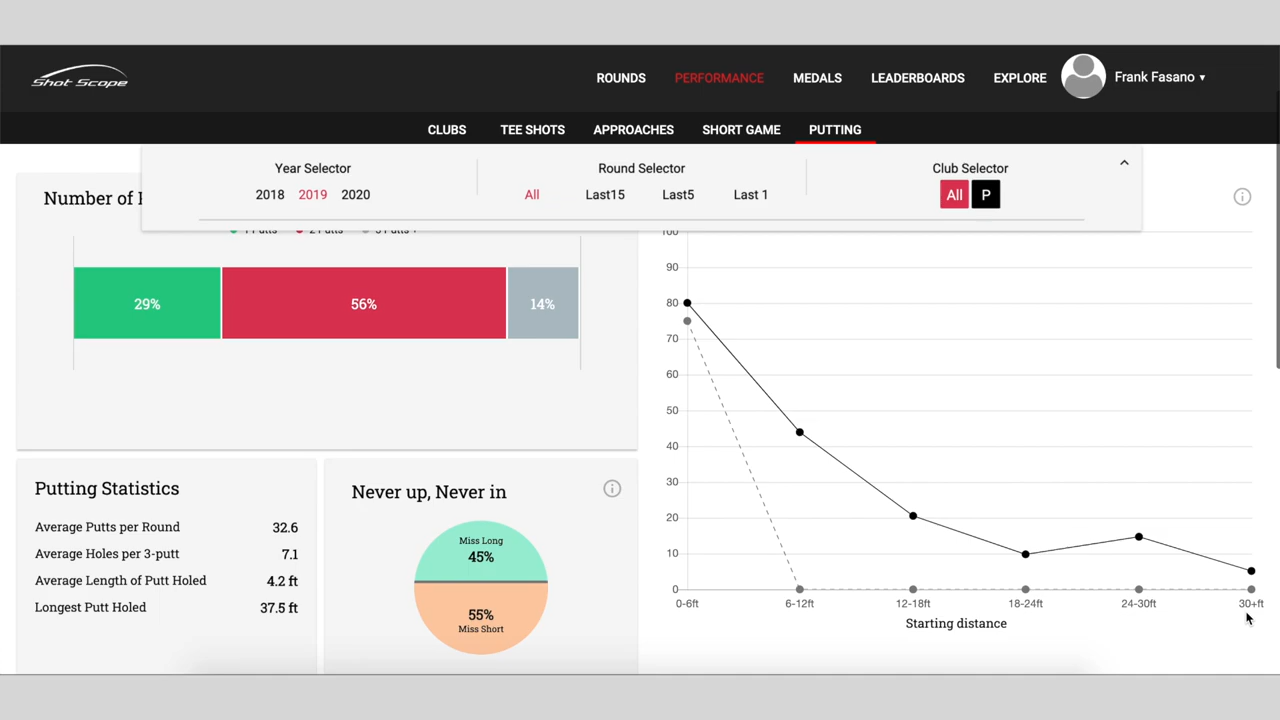 Shot Scope
ROUNDS PERFORMANCE MEDALS LEADERBOARDS EXPLORE Frank Fasano ▾
CLUBS TEE SHOTS APPROACHES SHORT GAME PUTTING
Year Selector Round Selector Club Selector
2018 2019 2020 All Last15 Last5 Last 1 All P
Number of
100
90
80
70
60
50
40
30
20
10
0
0-6ft 6-12ft 12-18ft 18-24ft 24-30ft 30+ft
Starting distance
29% 56% 14%
Putting Statistics
Average Putts per Round 32.6
Average Holes per 3-putt 7.1
Average Length of Putt Holed 4.2 ft
Longest Putt Holed 37.5 ft
Never up, Never in
Miss Long
45%
55%
Miss Short